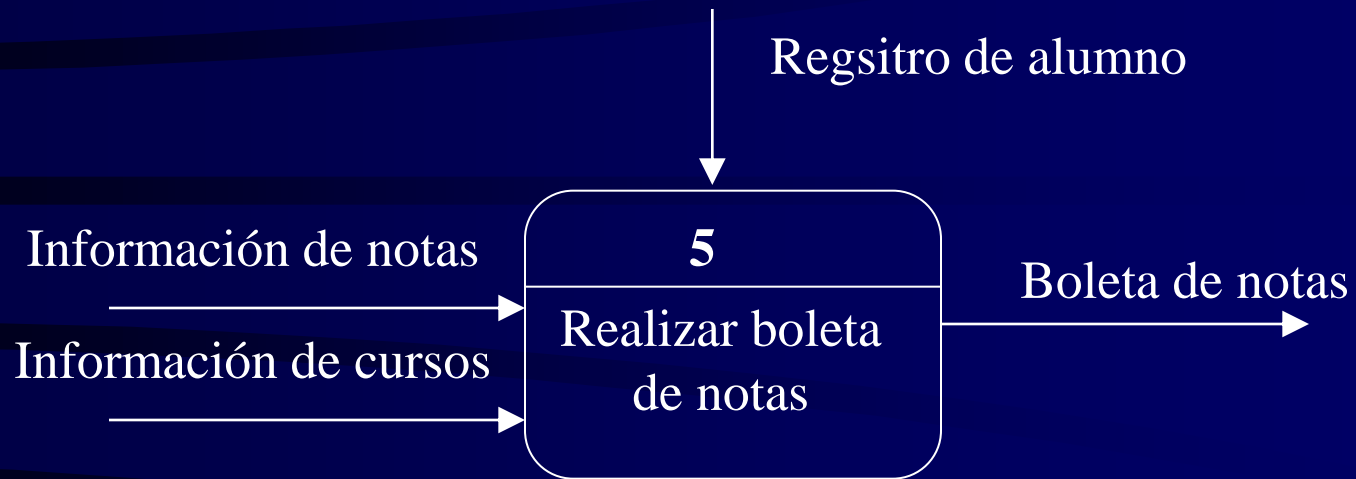 Regsitro de alumno
Información de notas
5
Boleta de notas
Realizar boleta
de notas
Información de cursos